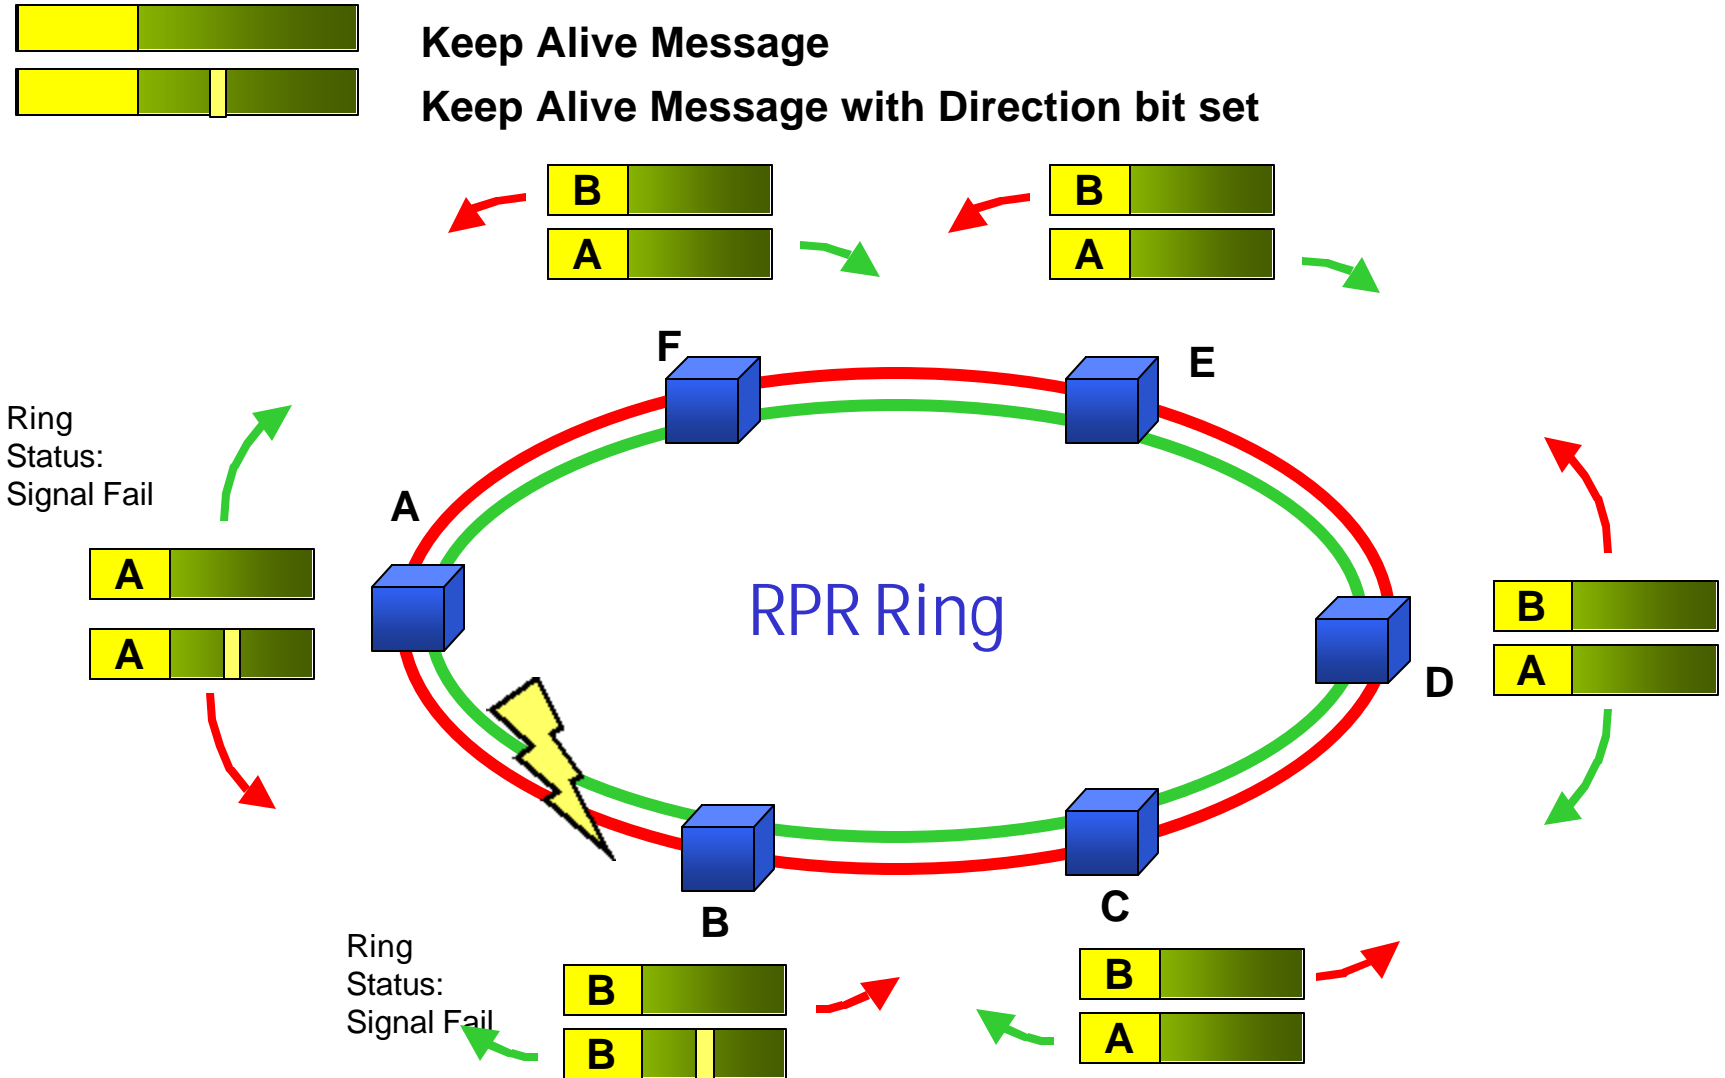 Keep Alive Message
Keep Alive Message with Direction bit set
B
A
B
A
F
E
Ring
Status:
Signal Fail
A
A
A
RPR Ring
B
A
D
B
C
Ring
Status:
Signal Fail
B
B
B
A